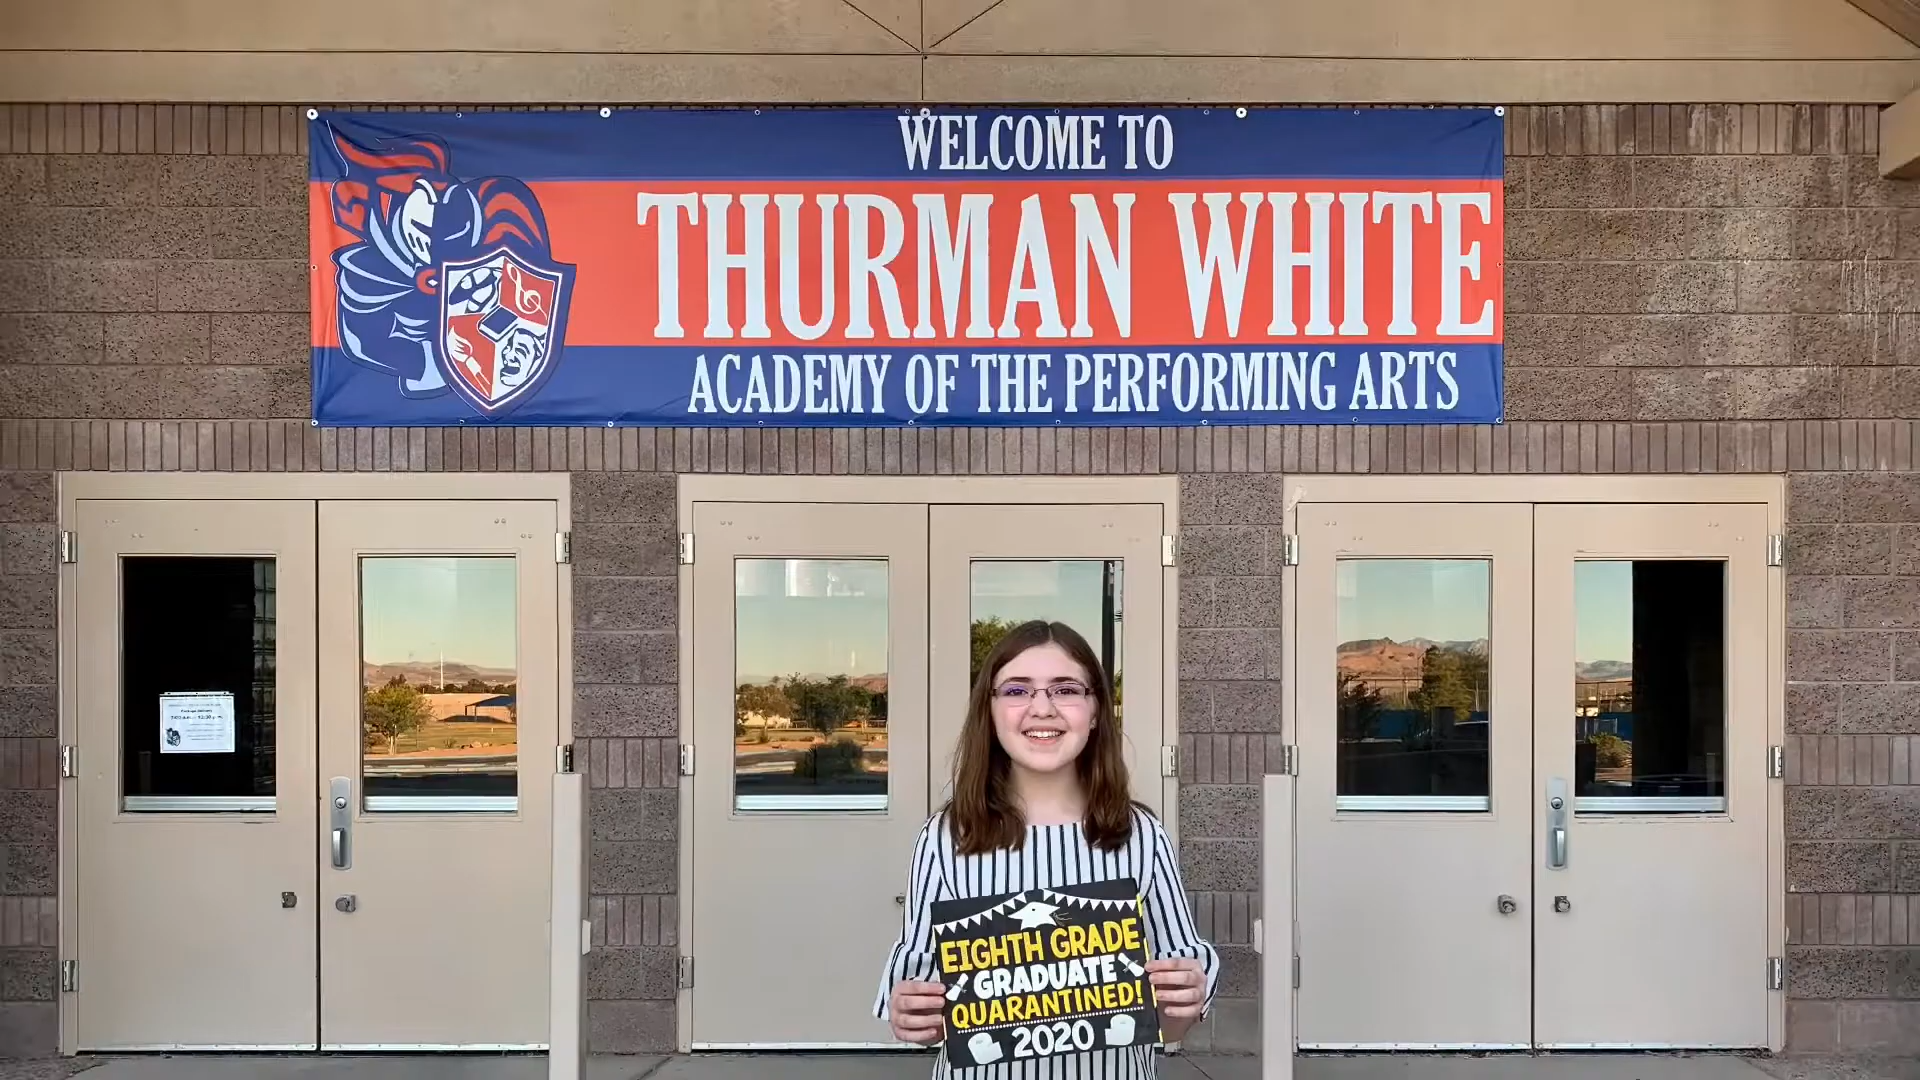 WELCOME TO
THURMAN WHITE
ACADEMY OF THE PERFORMING ARTS
EIGHTH GRADE
GRADUATE
QUARANTINED!
2020